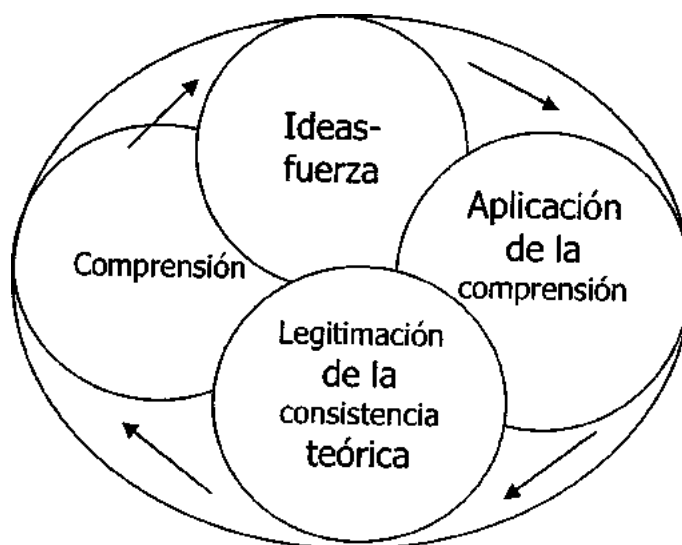 Ideas-
fuerza
Aplicación
de la
comprensión
Comprensión
Legitimación
de la
consistencia
teórica